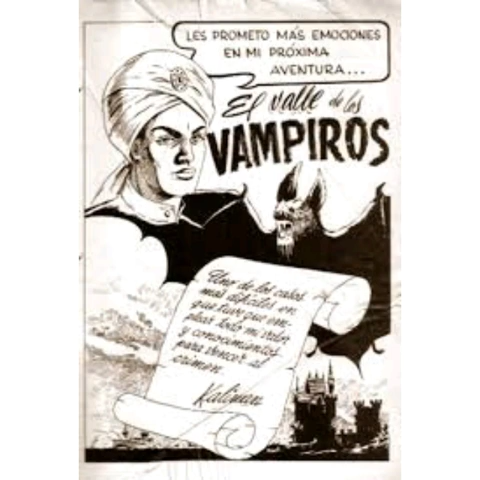 LES PROMETO MÁS EMOCIONES
EN MI PRÓXIMA
AVENTURA...
El valle de los
VAMPIROS
Uno de los casos
más difíciles en
que tuve que em-
plear todo mi valor
y conocimientos
para vencer al
crimen
Kaliman